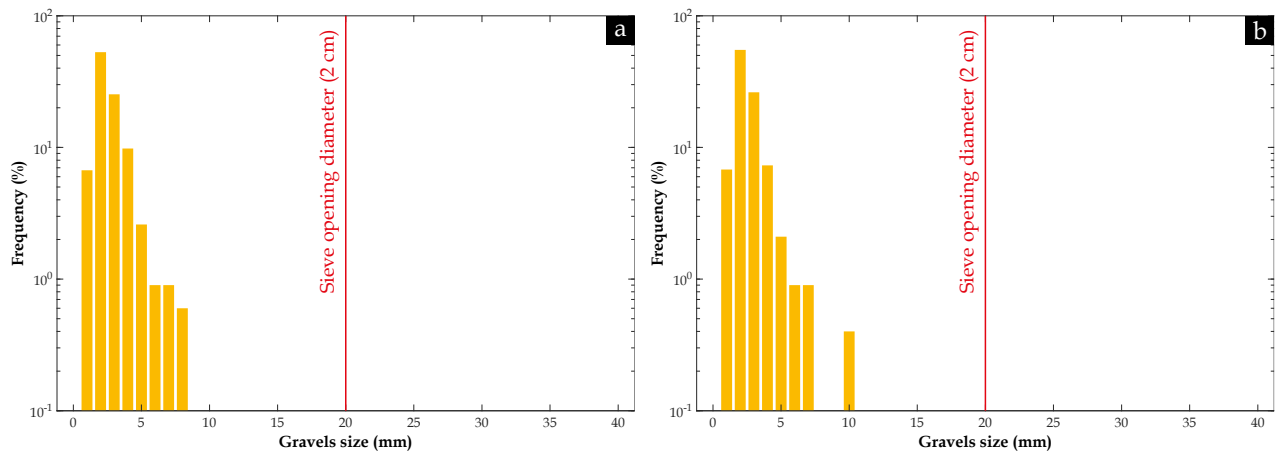 a
10²
10¹
10⁰
10⁻¹
Frequency (%)
Sieve opening diameter (2 cm)
0 5 10 15 20 25 30 35 40
Gravels size (mm)
b
10²
10¹
10⁰
10⁻¹
Frequency (%)
Sieve opening diameter (2 cm)
0 5 10 15 20 25 30 35 40
Gravels size (mm)